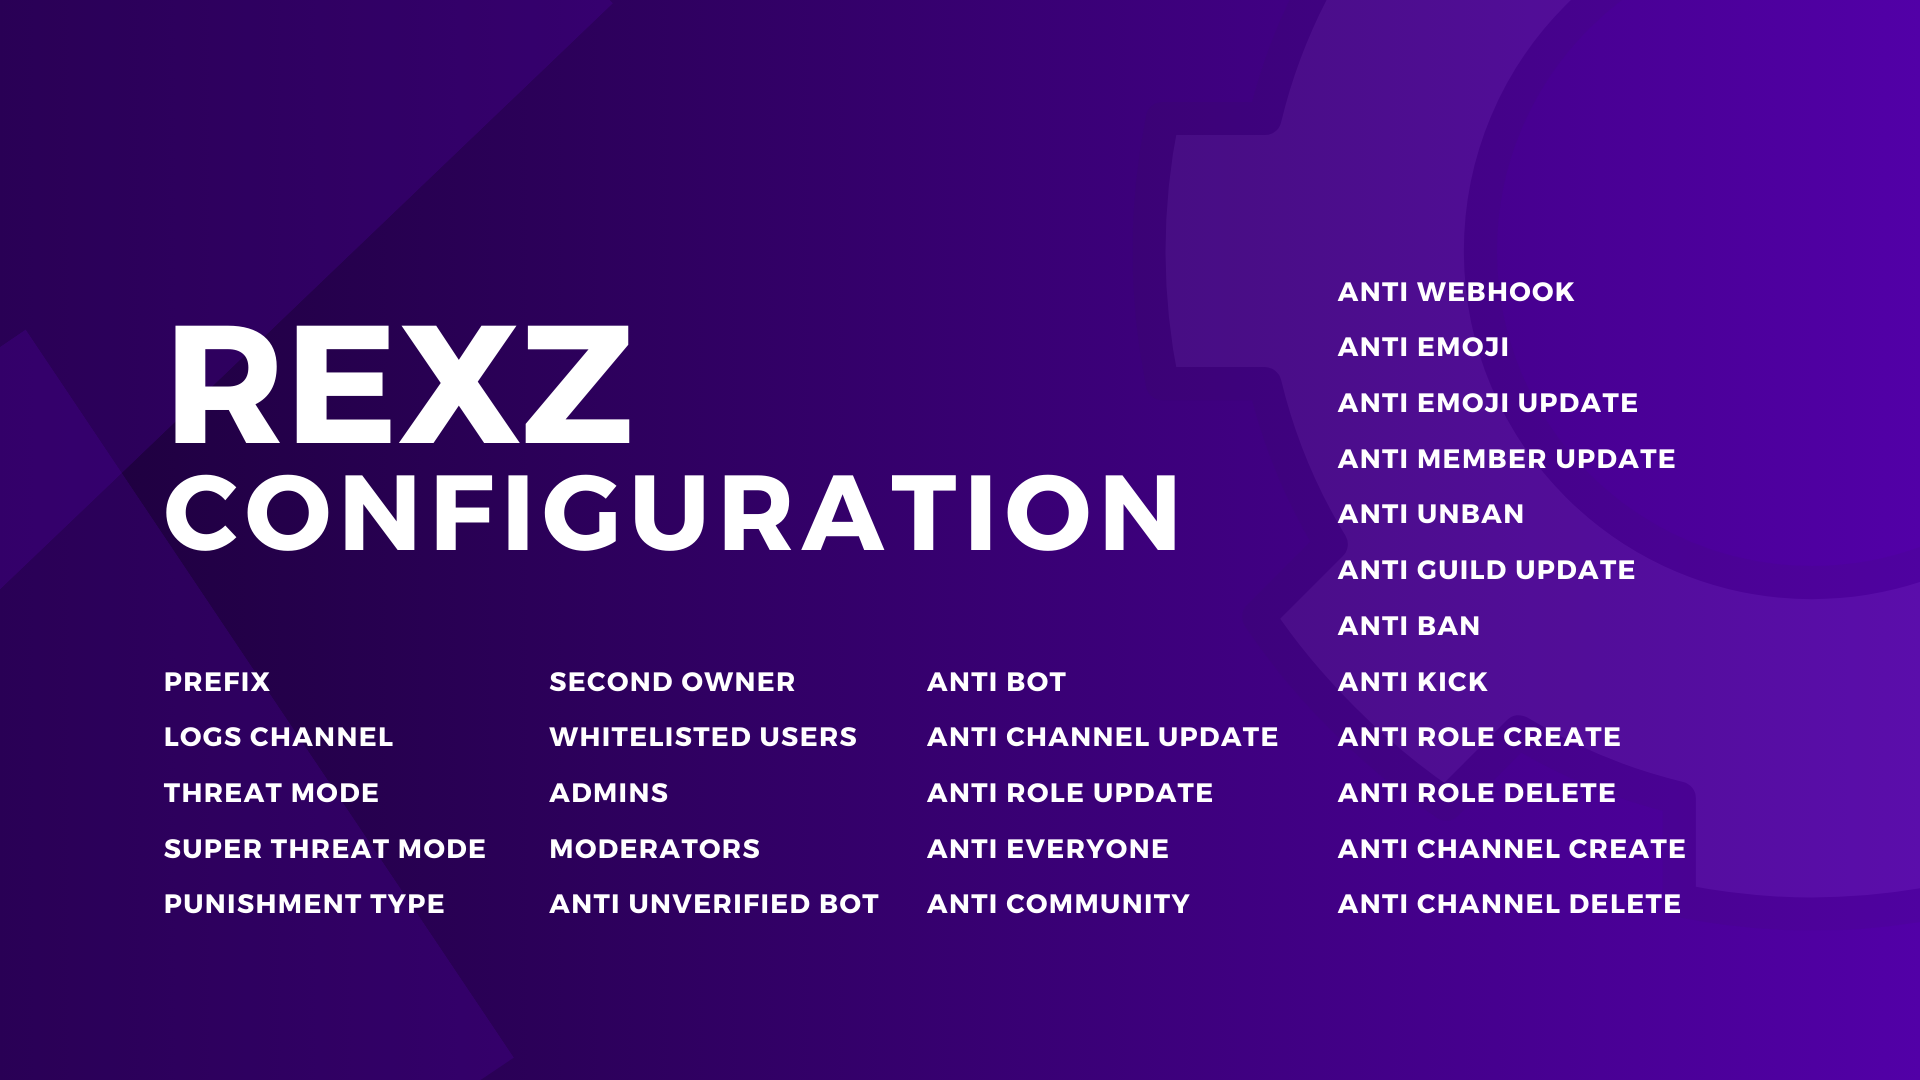 REXZ
CONFIGURATION
PREFIX
LOGS CHANNEL
THREAT MODE
SUPER THREAT MODE
PUNISHMENT TYPE
SECOND OWNER
WHITELISTED USERS
ADMINS
MODERATORS
ANTI UNVERIFIED BOT
ANTI BOT
ANTI CHANNEL UPDATE
ANTI ROLE UPDATE
ANTI EVERYONE
ANTI COMMUNITY
ANTI WEBHOOK
ANTI EMOJI
ANTI EMOJI UPDATE
ANTI MEMBER UPDATE
ANTI UNBAN
ANTI GUILD UPDATE
ANTI BAN
ANTI KICK
ANTI ROLE CREATE
ANTI ROLE DELETE
ANTI CHANNEL CREATE
ANTI CHANNEL DELETE